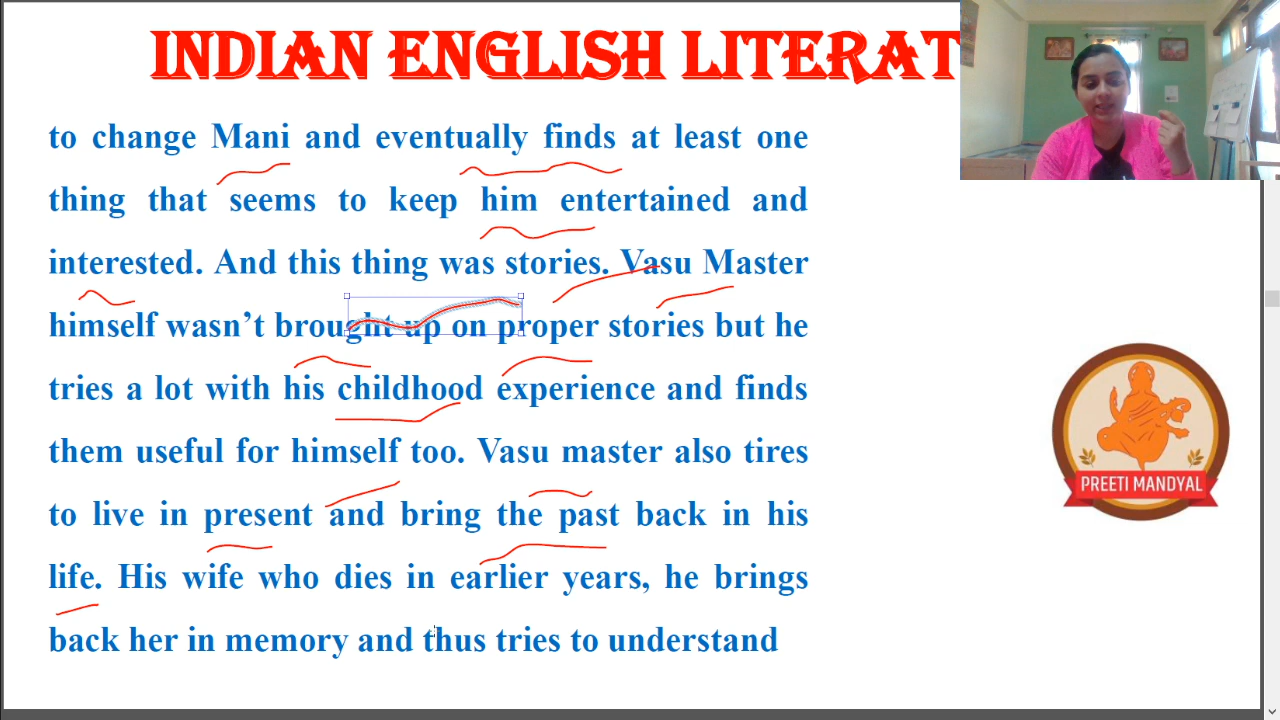 INDIAN ENGLISH LITERAT
to change Mani and eventually finds at least one
thing that seems to keep him entertained and
interested. And this thing was stories. Vasu Master
himself wasn’t brought up on proper stories but he
tries a lot with his childhood experience and finds
them useful for himself too. Vasu master also tires
to live in present and bring the past back in his
life. His wife who dies in earlier years, he brings
back her in memory and thus tries to understand
PREETI MANDYAL